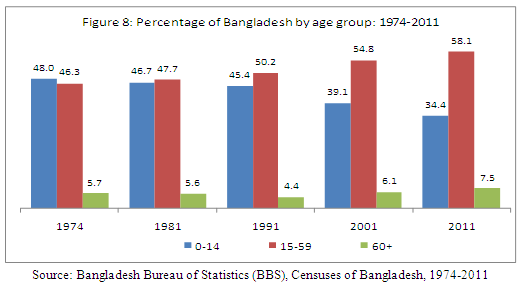 Figure 8: Percentage of Bangladesh by age group: 1974-2011
48.0 46.3 5.7 46.7 47.7 5.6 45.4 50.2 4.4 39.1 54.8 6.1 34.4 58.1 7.5
1974 1981 1991 2001 2011
0-14 15-59 60+
Source: Bangladesh Bureau of Statistics (BBS), Censuses of Bangladesh, 1974-2011